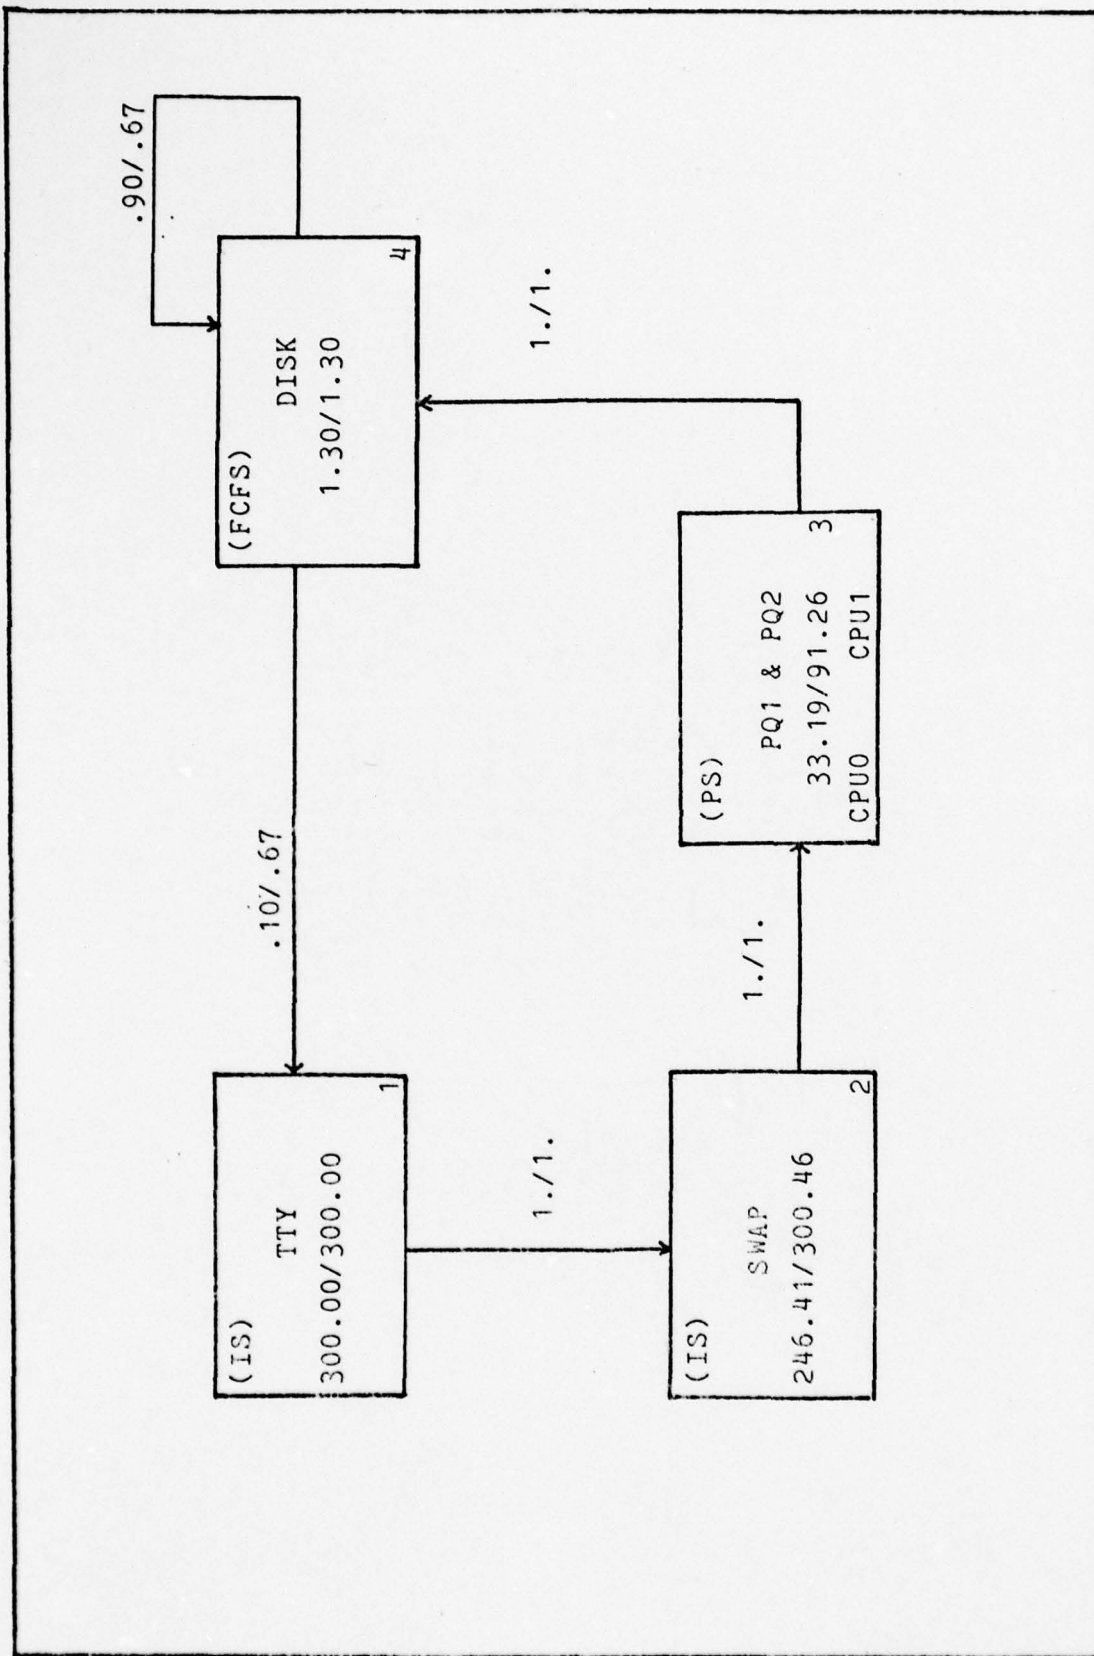 (IS)
TTY
300.00/300.00
1
.10/.67
(FCFS)
DISK
1.30/1.30
4
.90/.67
1./1.
(IS)
SWAP
246.41/300.46
2
1./1.
(PS)
PQ1 & PQ2
33.19/91.26
CPU0 CPU1
3
1./1.